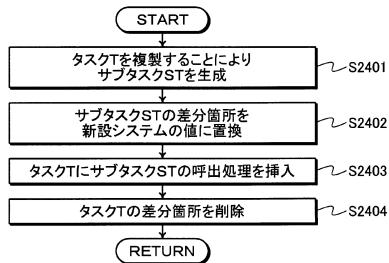 START
タスクTを複製することにより
サブタスクSTを生成
S2401
サブタスクSTの差分箇所を
新設システムの値に置換
S2402
タスクTにサブタスクSTの呼出処理を挿入
S2403
タスクTの差分箇所を削除
S2404
RETURN